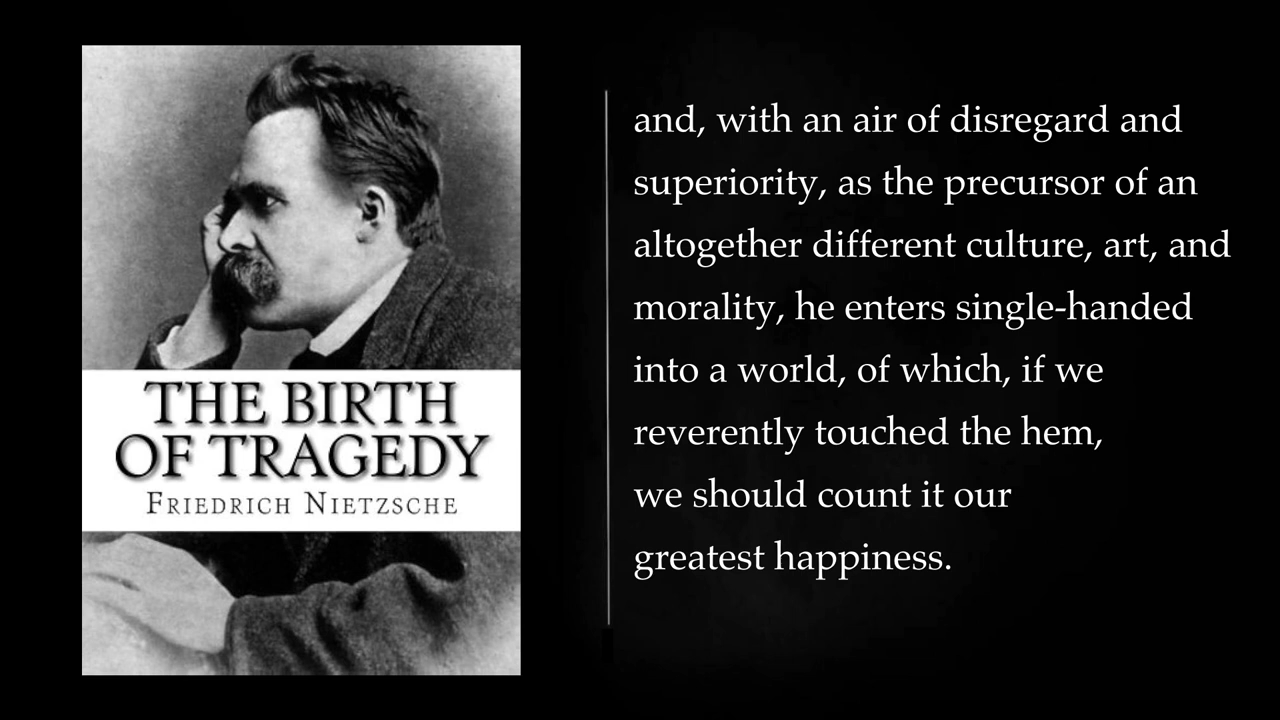 THE BIRTH
OF TRAGEDY
FRIEDRICH NIETZSCHE
and, with an air of disregard and
superiority, as the precursor of an
altogether different culture, art, and
morality, he enters single-handed
into a world, of which, if we
reverently touched the hem,
we should count it our
greatest happiness.